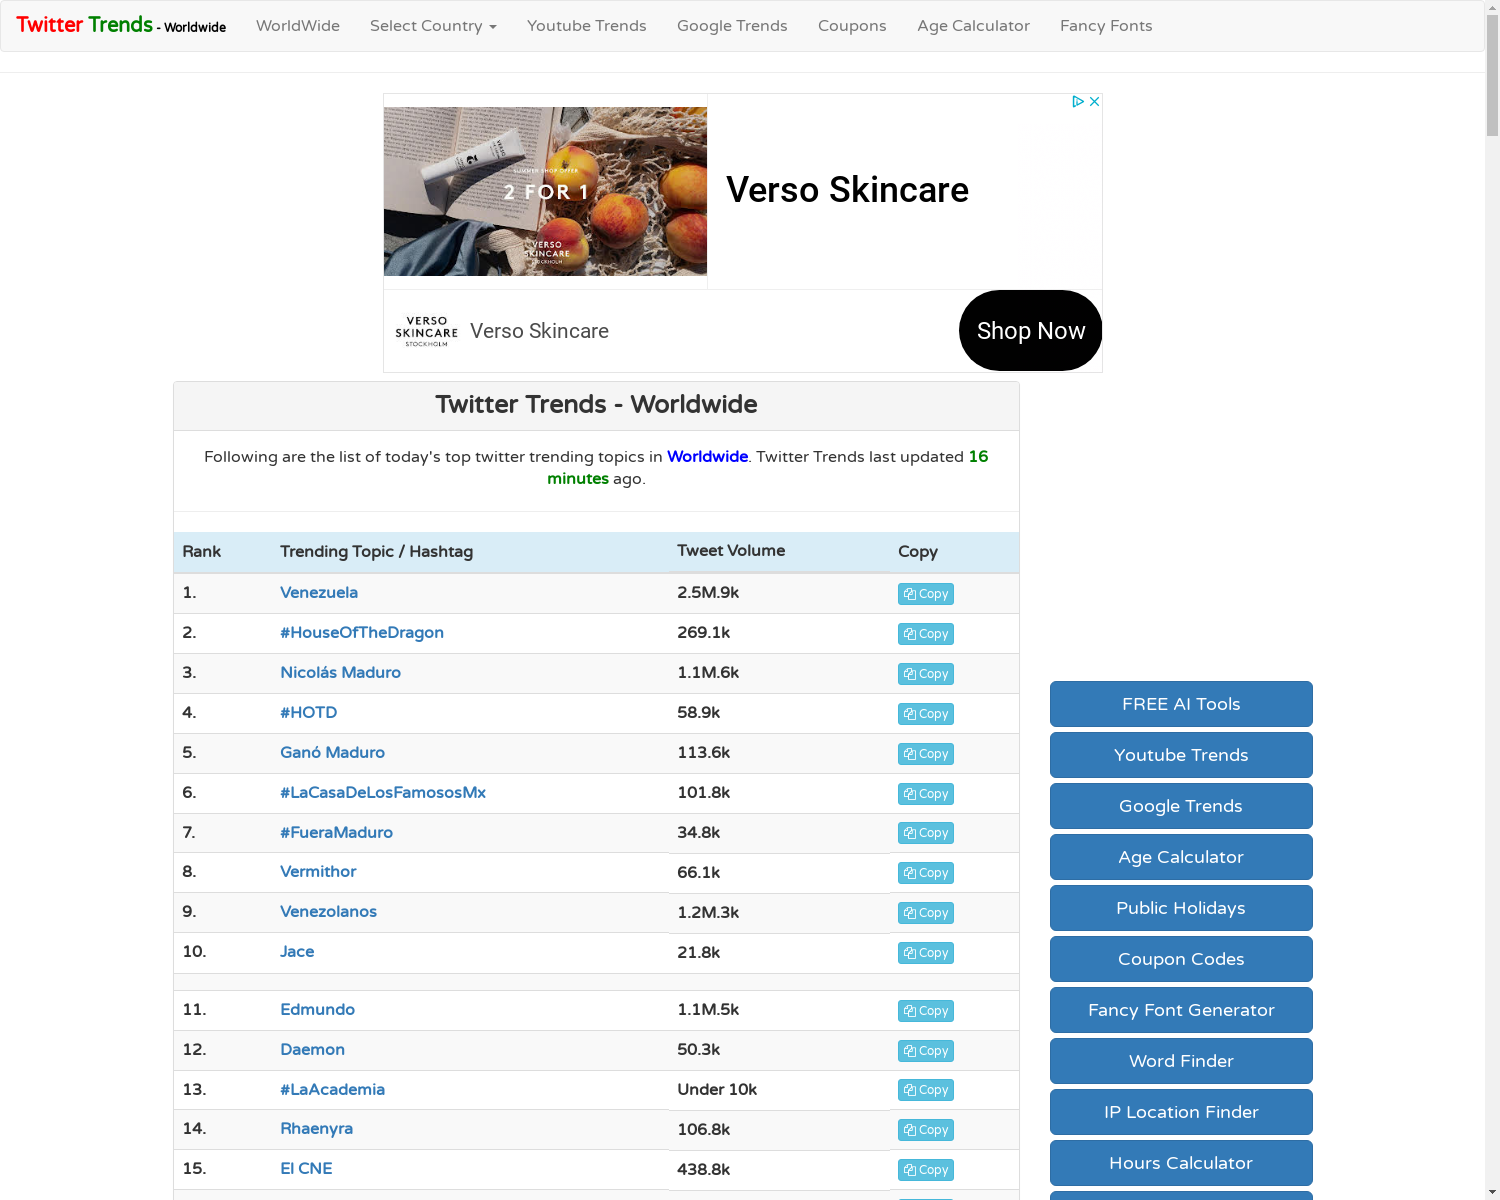 Twitter Trends - Worldwide WorldWide Select Country Youtube Trends Google Trends Coupons Age Calculator Fancy Fonts
SUMMER SHOP OFFER
2 FOR 1
VERSO
SKINCARE
STOCKHOLM
Verso Skincare
VERSO
SKINCARE
STOCKHOLM
Verso Skincare
Shop Now
Twitter Trends - Worldwide
Following are the list of today's top twitter trending topics in Worldwide. Twitter Trends last updated 16
minutes ago.
Rank Trending Topic / Hashtag Tweet Volume Copy
1. Venezuela 2.5M.9k Copy
2. #HouseOfTheDragon 269.1k Copy
3. Nicolás Maduro 1.1M.6k Copy
4. #HOTD 58.9k Copy
5. Ganó Maduro 113.6k Copy
6. #LaCasaDeLosFamososMx 101.8k Copy
7. #FueraMaduro 34.8k Copy
8. Vermithor 66.1k Copy
9. Venezolanos 1.2M.3k Copy
10. Jace 21.8k Copy
11. Edmundo 1.1M.5k Copy
12. Daemon 50.3k Copy
13. #LaAcademia Under 10k Copy
14. Rhaenyra 106.8k Copy
15. El CNE 438.8k Copy
FREE AI Tools
Youtube Trends
Google Trends
Age Calculator
Public Holidays
Coupon Codes
Fancy Font Generator
Word Finder
IP Location Finder
Hours Calculator